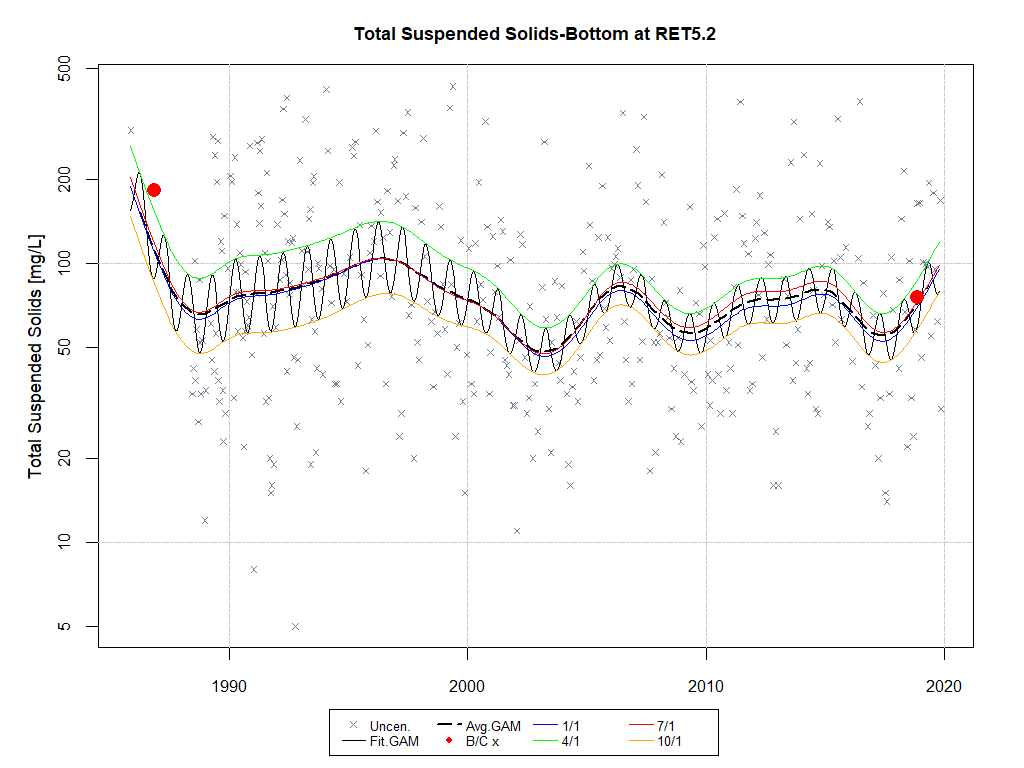 Total Suspended Solids-Bottom at RET5.2
Total Suspended Solids [mg/L]
500
200
100
50
20
10
5
1990
2000
2010
2020
Uncen. Avg.GAM 1/1 7/1
Fit.GAM B/C x 4/1 10/1